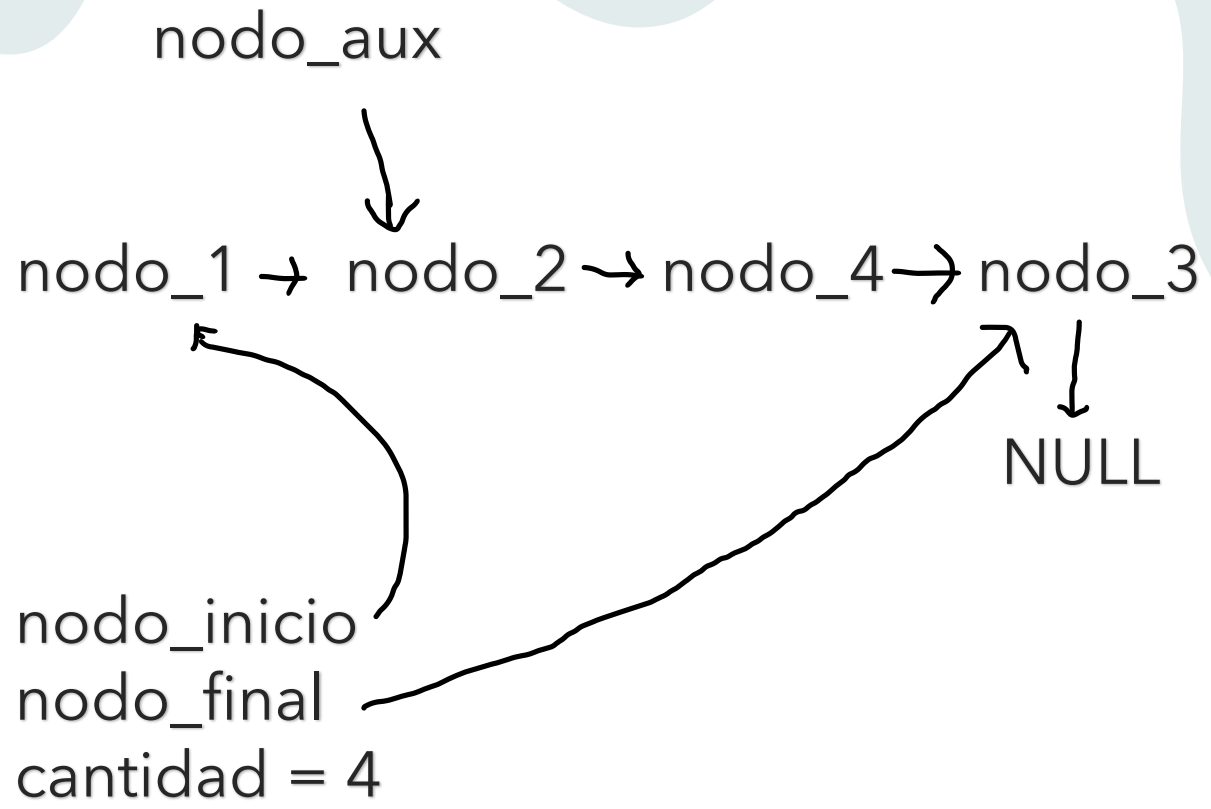 nodo_aux
nodo_1 → nodo_2 → nodo_4 → nodo_3
NULL
nodo_inicio
nodo_final
cantidad = 4